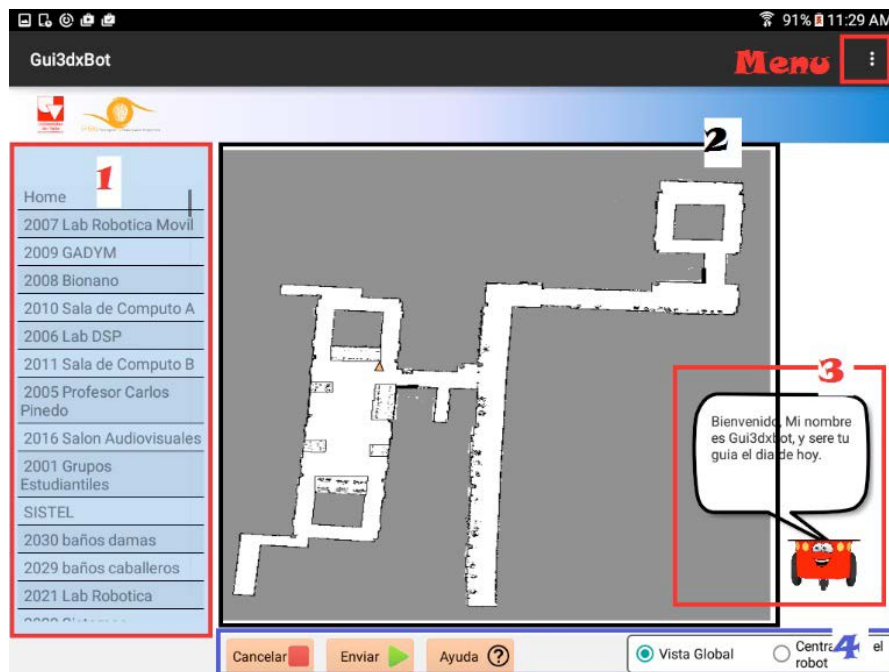 91% 11:29 AM
Gui3dxBot
Menu
1
2
Home
2007 Lab Robotica Movil
2009 GADYM
2008 Bionano
2010 Sala de Computo A
2006 Lab DSP
2011 Sala de Computo B
2005 Profesor Carlos
Pinedo
2016 Salon Audiovisuales
2001 Grupos
Estudiantiles
SISTEL
2030 baños damas
2029 baños caballeros
2021 Lab Robotica
3
Bienvenido, Mi nombre
es Gui3dxbot, y sere tu
guia el dia de hoy.
4
Cancelar
Enviar
Ayuda ?
Vista Global
el
robot